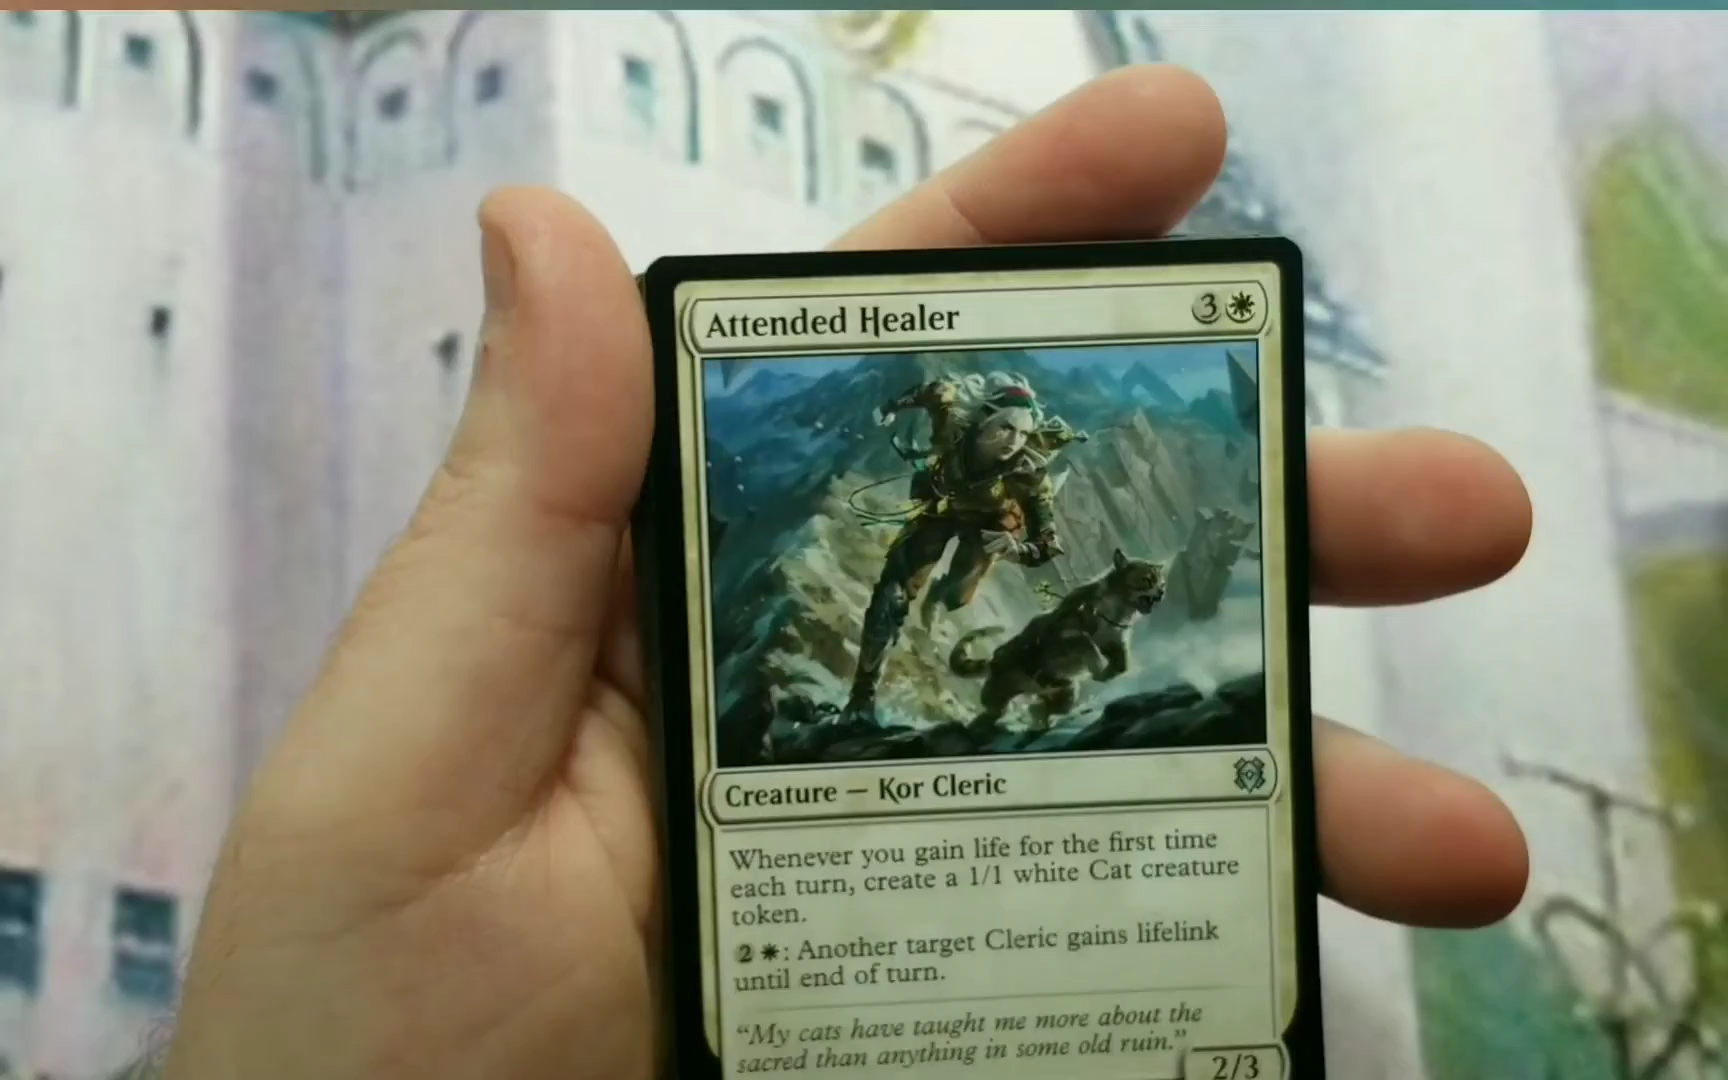 Attended Healer 3
Creature — Kor Cleric
Whenever you gain life for the first time
each turn, create a 1/1 white Cat creature
token.
2 : Another target Cleric gains lifelink
until end of turn.
“My cats have taught me more about the
sacred than anything in some old ruin.”
2/3